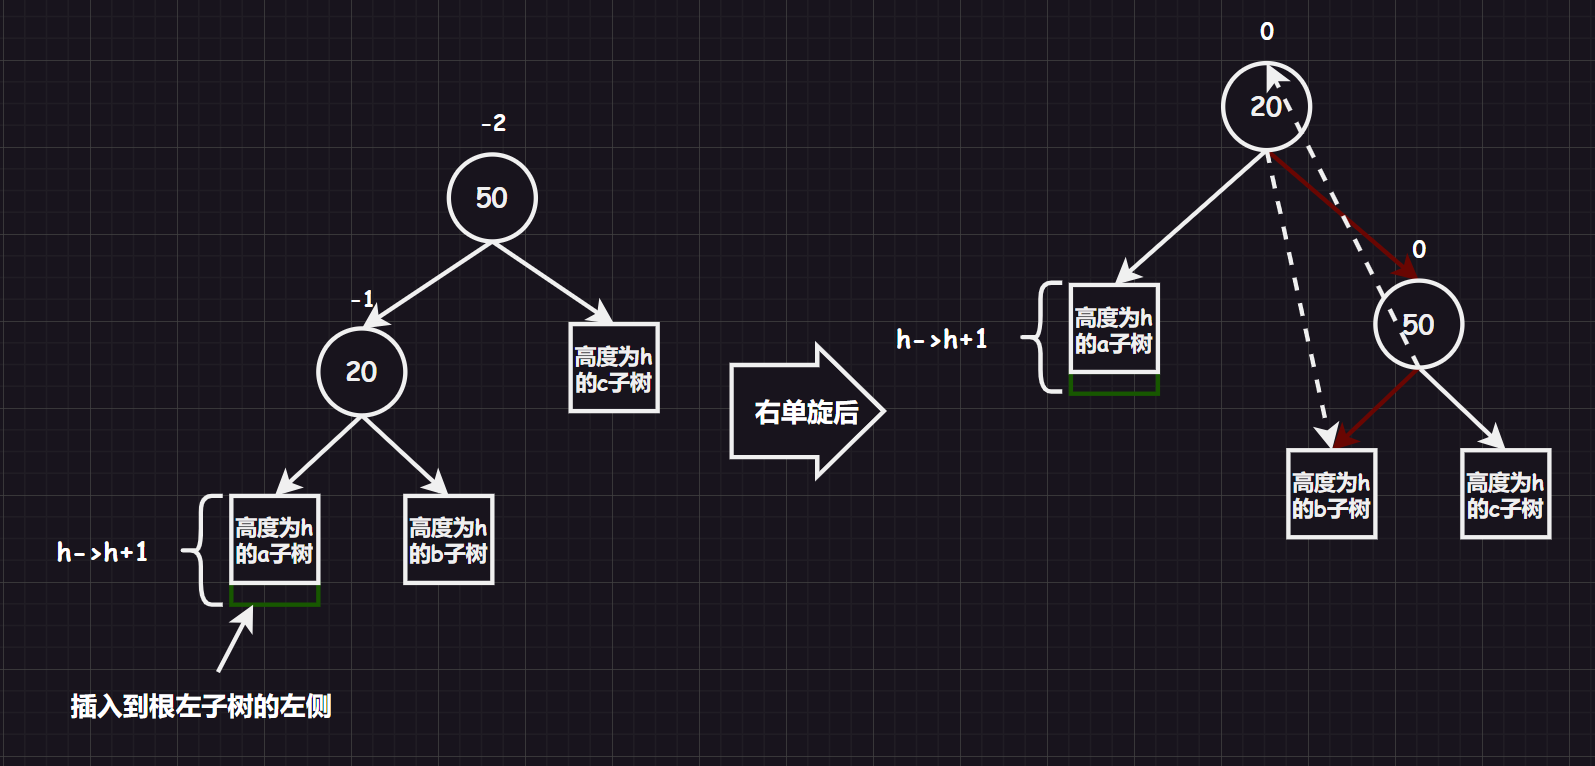 -2
50
-1
20
高度为h
的c子树
高度为h
的a子树
高度为h
的b子树
h->h+1
插入到根左子树的左侧
右单旋后
0
20
0
50
h->h+1
高度为h
的a子树
高度为h
的b子树
高度为h
的c子树